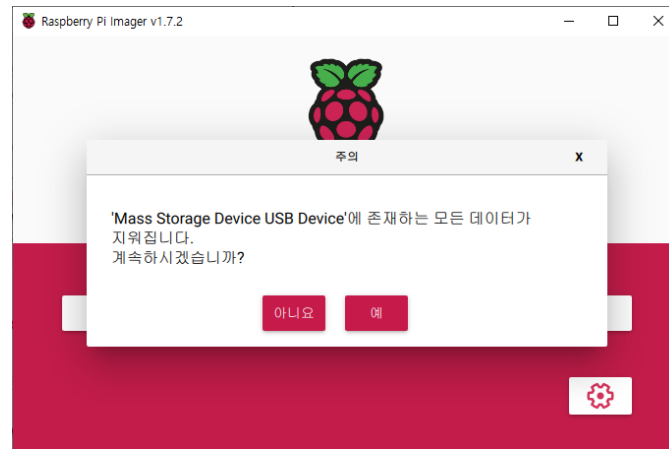 Raspberry Pi Imager v1.7.2
주의
x
'Mass Storage Device USB Device'에 존재하는 모든 데이터가
지워집니다.
계속하시겠습니까?
아니요 예